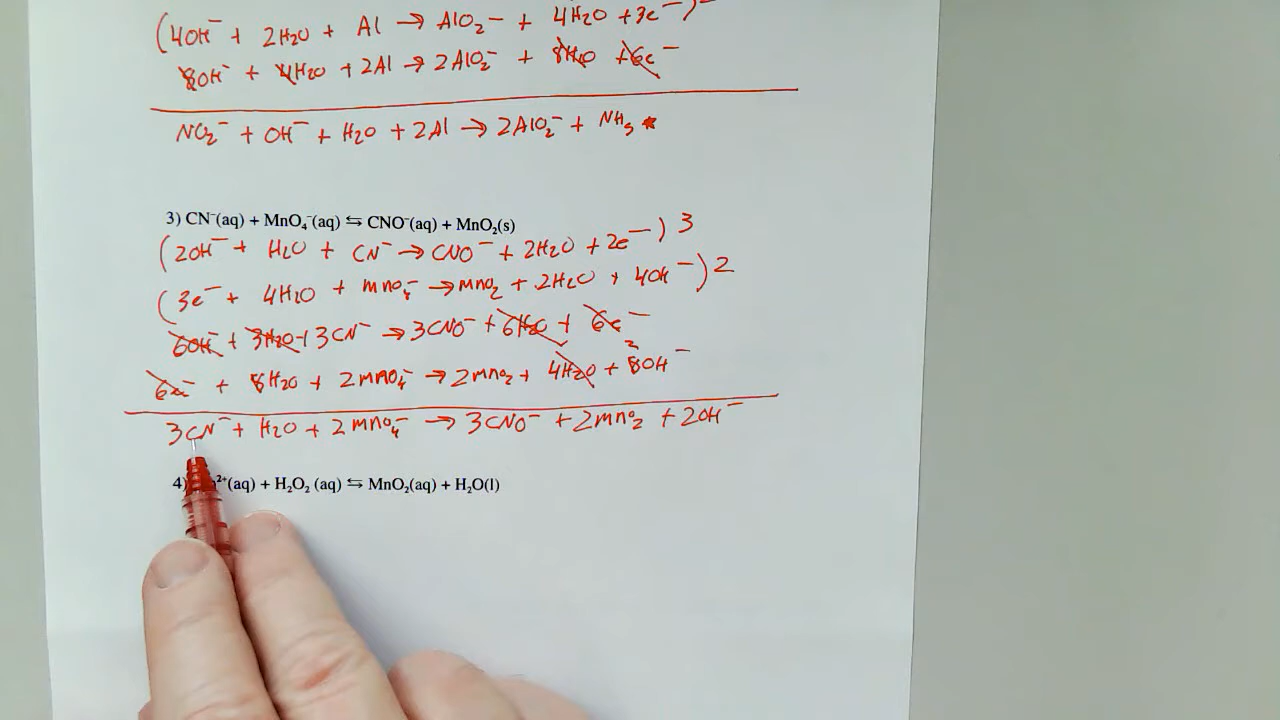 (4OH⁻ + 2H₂O + Al → AlO₂⁻ + 4H₂O + 3e⁻)
8OH⁻ + 4H₂O + 2Al → 2AlO₂⁻ + 8H₂O + 6e⁻
NO₂⁻ + OH⁻ + H₂O + 2Al → 2AlO₂⁻ + NH₃
3) CN⁻(aq) + MnO₄⁻(aq) ⇆ CNO⁻(aq) + MnO₂(s)
(2OH⁻ + H₂O + CN⁻ → CNO⁻ + 2H₂O + 2e⁻) 3
(3e⁻ + 4H₂O + mnO₄⁻ → mnO₂ + 2H₂O + 4OH⁻) 2
6OH⁻ + 3H₂O + 3CN⁻ → 3CNO⁻ + 6H₂O + 6e⁻
6e⁻ + 8H₂O + 2mnO₄⁻ → 2mnO₂ + 4H₂O + 8OH⁻
3CN⁻ + H₂O + 2mnO₄⁻ → 3CNO⁻ + 2mnO₂ + 2OH⁻
4) ²⁺(aq) + H₂O₂ (aq) ⇆ MnO₂(aq) + H₂O(l)